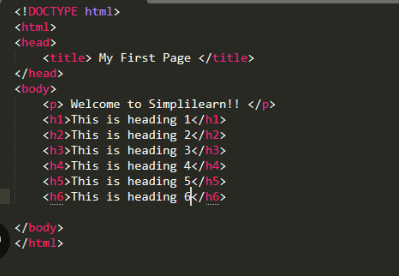 <!DOCTYPE html>
<html>
<head>
<title> My First Page </title>
</head>
<body>
<p> Welcome to Simplilearn!! </p>
<h1>This is heading 1</h1>
<h2>This is heading 2</h2>
<h3>This is heading 3</h3>
<h4>This is heading 4</h4>
<h5>This is heading 5</h5>
<h6>This is heading 6</h6>
</body>
</html>